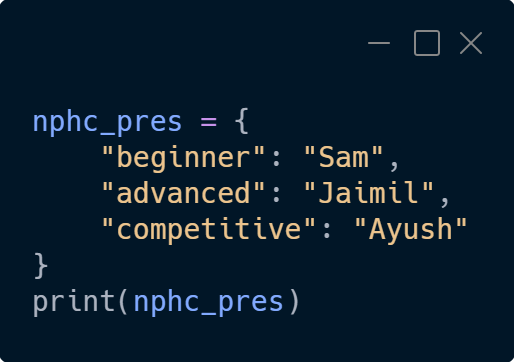 nphc_pres = {
    "beginner": "Sam",
    "advanced": "Jaimil",
    "competitive": "Ayush"
}
print(nphc_pres)